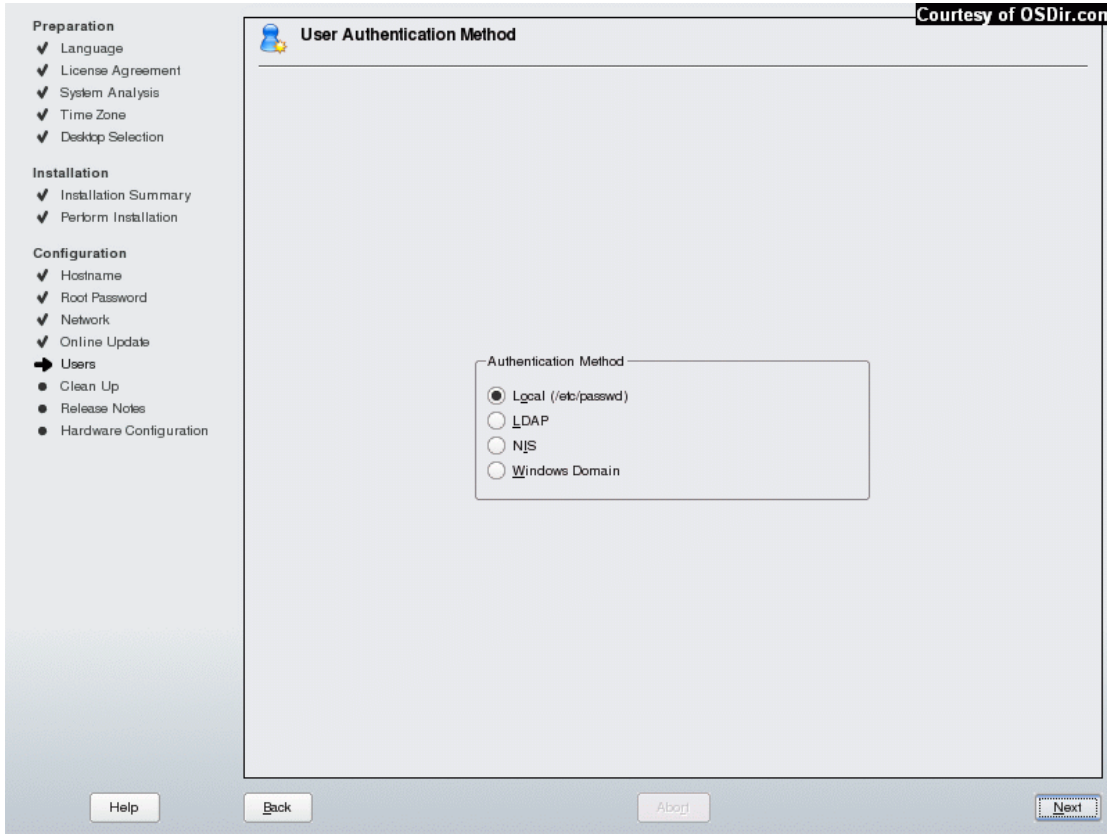 Courtesy of OSDir.com
Preparation
Language
License Agreement
System Analysis
Time Zone
Desktop Selection
Installation
Installation Summary
Perform Installation
Configuration
Hostname
Root Password
Network
Online Update
Users
Clean Up
Release Notes
Hardware Configuration
User Authentication Method
Authentication Method
Local (/etc/passwd)
LDAP
NIS
Windows Domain
Help
Back
Abort
Next